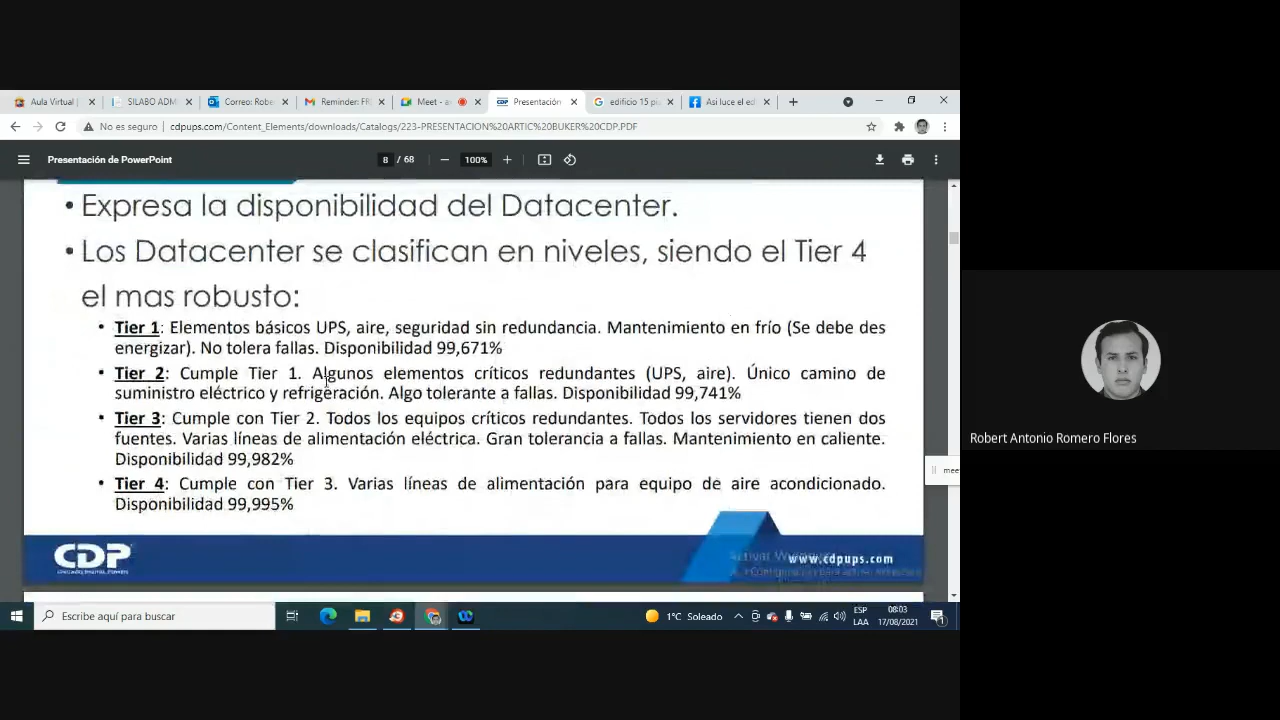 Aula Virtual
SILABO ADM
Correo: Robe
Reminder: FR
Meet - a
CDP Presentación
edificio 15 pi
Asi luce el ed
No es seguro | cdpups.com/Content_Elements/downloads/Catalogs/223-PRESENTACION%20ARTIC%20BUKER%20CDP.PDF
Presentación de PowerPoint
8 / 68
100%
• Expresa la disponibilidad del Datacenter.
• Los Datacenter se clasifican en niveles, siendo el Tier 4
el mas robusto:
• Tier 1: Elementos básicos UPS, aire, seguridad sin redundancia. Mantenimiento en frío (Se debe des
energizar). No tolera fallas. Disponibilidad 99,671%
• Tier 2: Cumple Tier 1. Algunos elementos críticos redundantes (UPS, aire). Único camino de
suministro eléctrico y refrigeración. Algo tolerante a fallas. Disponibilidad 99,741%
• Tier 3: Cumple con Tier 2. Todos los equipos críticos redundantes. Todos los servidores tienen dos
fuentes. Varias líneas de alimentación eléctrica. Gran tolerancia a fallas. Mantenimiento en caliente.
Disponibilidad 99,982%
• Tier 4: Cumple con Tier 3. Varias líneas de alimentación para equipo de aire acondicionado.
Disponibilidad 99,995%
Robert Antonio Romero Flores
mee
CDP
www.cdpups.com
Escribe aquí para buscar
1°C Soleado
ESP
LAA
08:03
17/08/2021
1